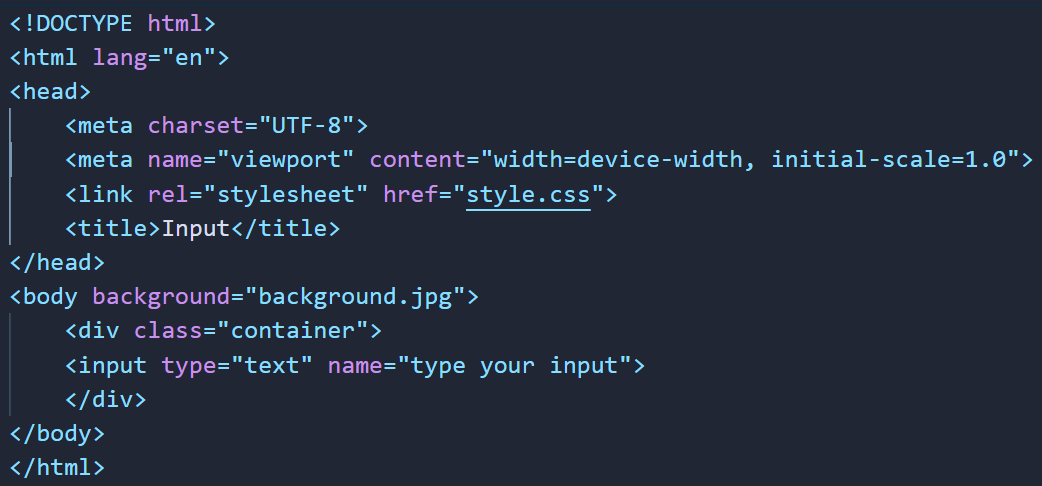 <!DOCTYPE html>
<html lang="en">
<head>
    <meta charset="UTF-8">
    <meta name="viewport" content="width=device-width, initial-scale=1.0">
    <link rel="stylesheet" href="style.css">
    <title>Input</title>
</head>
<body background="background.jpg">
    <div class="container">
    <input type="text" name="type your input">
    </div>
</body>
</html>